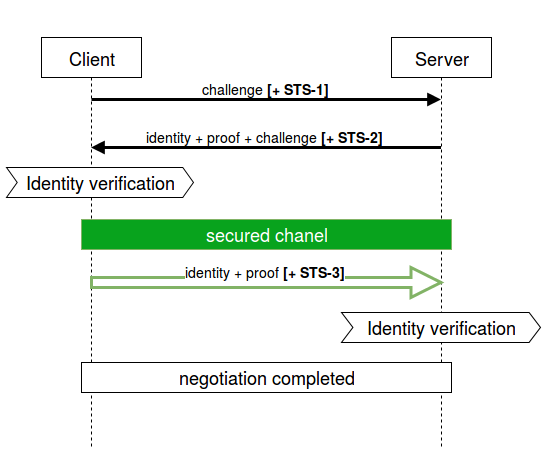 Client
Server
challenge [+ STS-1]
identity + proof + challenge [+ STS-2]
Identity verification
secured chanel
identity + proof [+ STS-3]
Identity verification
negotiation completed